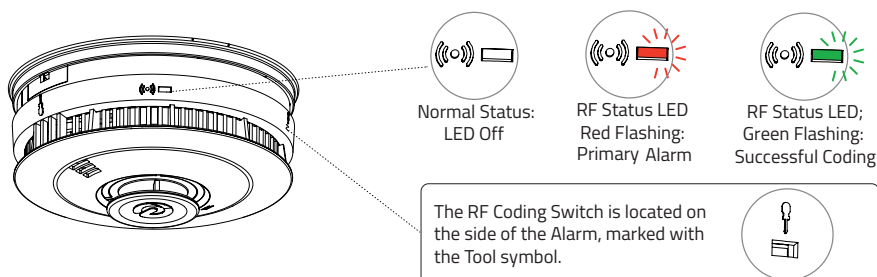 Normal Status:
LED Off
RF Status LED
Red Flashing:
Primary Alarm
RF Status LED;
Green Flashing:
Successful Coding
The RF Coding Switch is located on
the side of the Alarm, marked with
the Tool symbol.